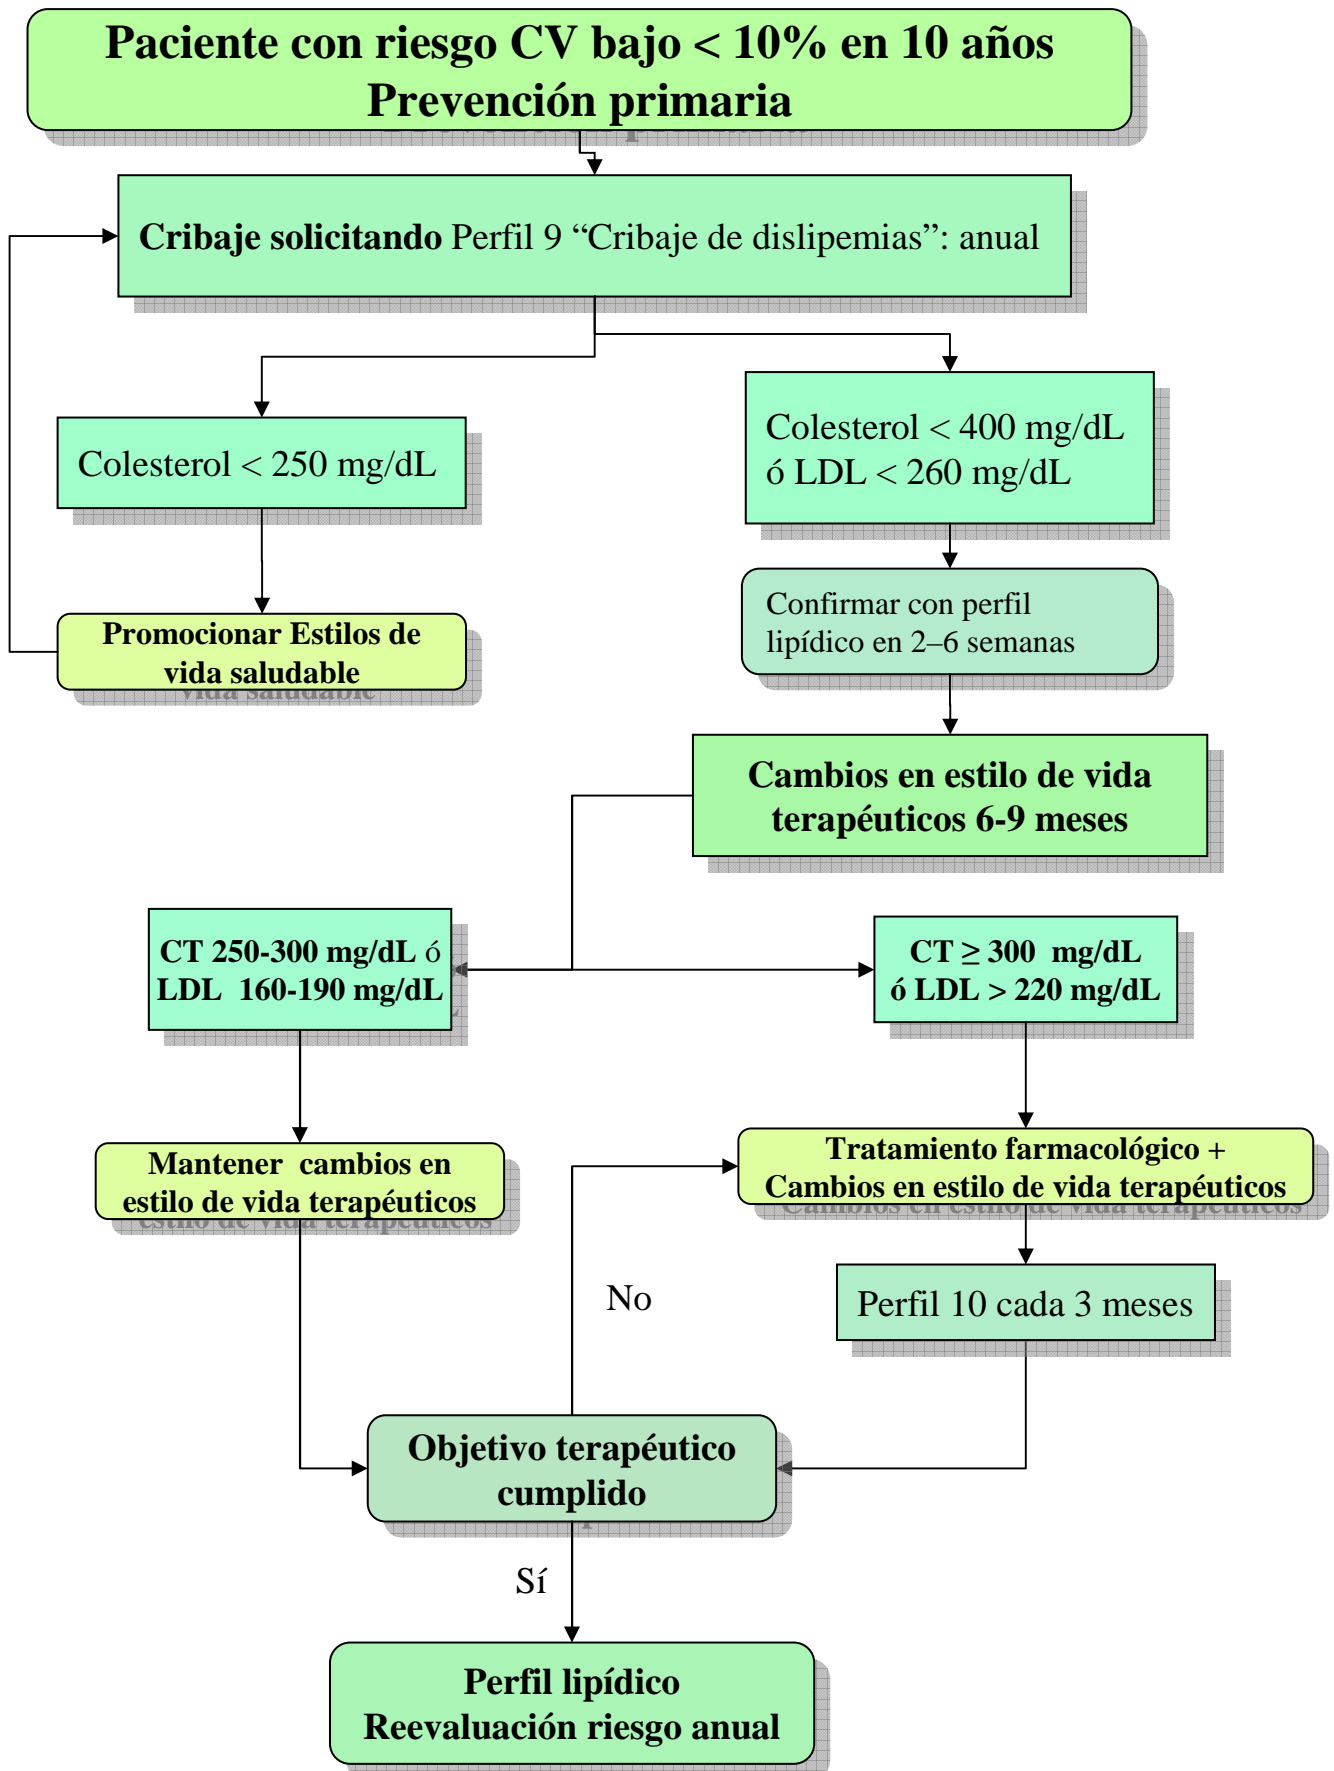 Paciente con riesgo CV bajo < 10% en 10 años
Prevención primaria
Cribaje solicitando Perfil 9 “Cribaje de dislipemias”: anual
Colesterol < 250 mg/dL
Colesterol < 400 mg/dL
ó LDL < 260 mg/dL
Confirmar con perfil
lipídico en 2–6 semanas
Promocionar Estilos de
vida saludable
Cambios en estilo de vida
terapéuticos 6-9 meses
CT 250-300 mg/dL ó
LDL 160-190 mg/dL
CT ≥ 300 mg/dL
ó LDL > 220 mg/dL
Mantener cambios en
estilo de vida terapéuticos
Tratamiento farmacológico +
Cambios en estilo de vida terapéuticos
No
Perfil 10 cada 3 meses
Objetivo terapéutico
cumplido
Sí
Perfil lipídico
Reevaluación riesgo anual